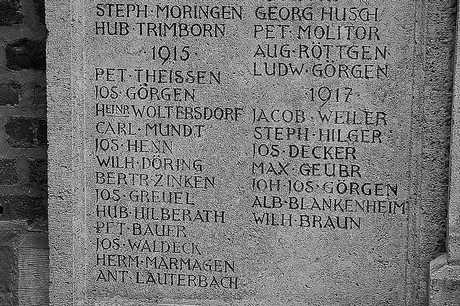 STEPH·MORINGEN
HUB·TRIMBORN
·1915·
PET·THEISSEN
JOS·GÖRGEN
HEINR·WOLTERSDORF
CARL·MUNDT
JOS·HENN
WILH·DÖRING
BERTR·ZINKEN
JOS·GREUEL
HUB·HILBERATH
PET·BAUER
JOS·WALDECK
HERM·MARMAGEN
ANT·LAUTERBACH
GEORG HUSCH
PET·MOLITOR
AUG·RÖTTGEN
LUDW·GÖRGEN
·1917·
JACOB·WEILER
STEPH·HILGER
JOS·DECKER
MAX·GEUBR
JOH·JOS·GÖRGEN
ALB·BLANKENHEIM
WILH·BRAUN